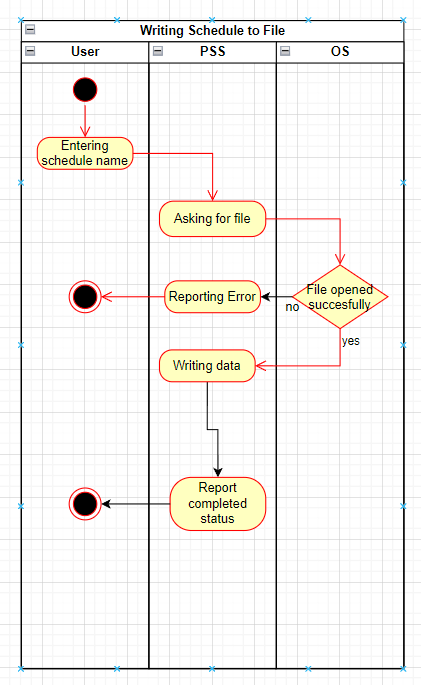 Writing Schedule to File
User
PSS
OS
Entering
schedule name
Asking for file
File opened
succesfully
no
Reporting Error
yes
Writing data
Report
completed
status